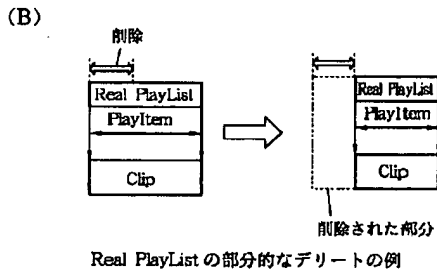 (B)
削除
Real PlayList
PlayItem
Clip
Real PlayList
PlayItem
Clip
削除された部分
Real PlayList の部分的なデリートの例